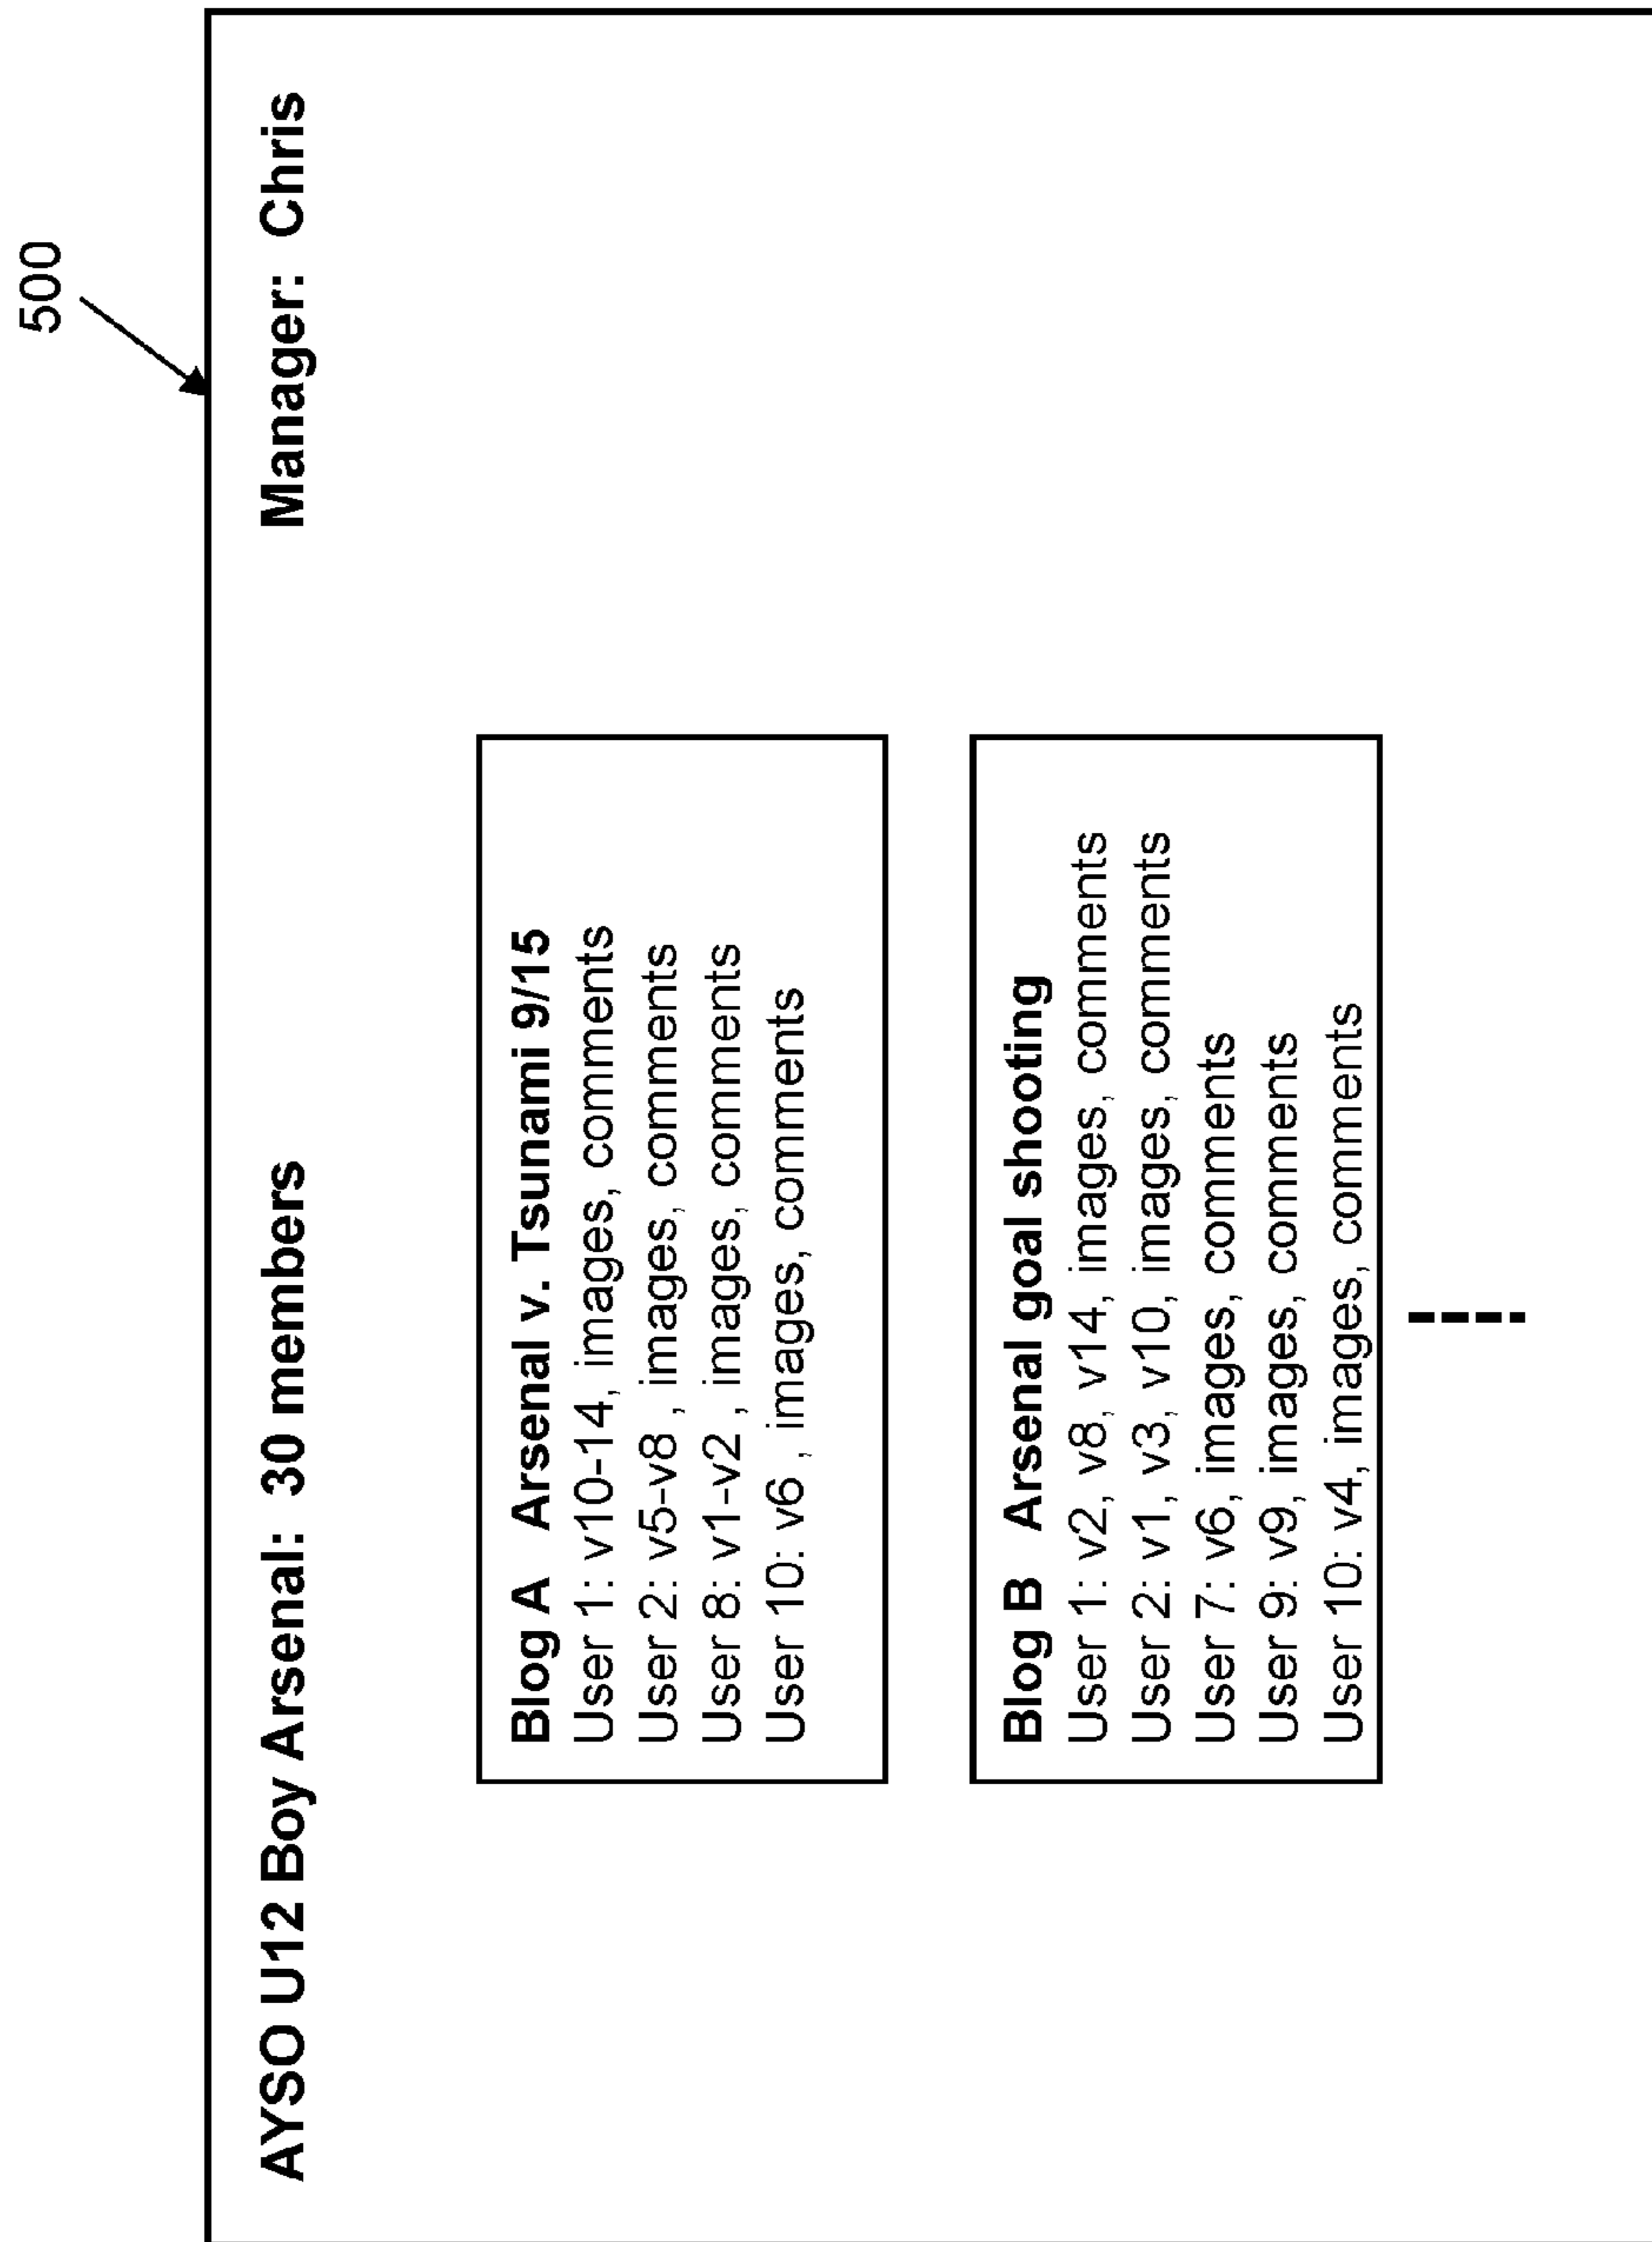 500
AYSO U12 Boy Arsenal: 30 members Manager: Chris
Blog A Arsenal v. Tsunami 9/15
User 1: v10-14, images, comments
User 2: v5-v8 , images, comments
User 8: v1-v2 , images, comments
User 10: v6 , images, comments
Blog B Arsenal goal shooting
User 1: v2, v8, v14, images, comments
User 2: v1, v3, v10, images, comments
User 7: v6, images, comments
User 9: v9, images, comments
User 10: v4, images, comments